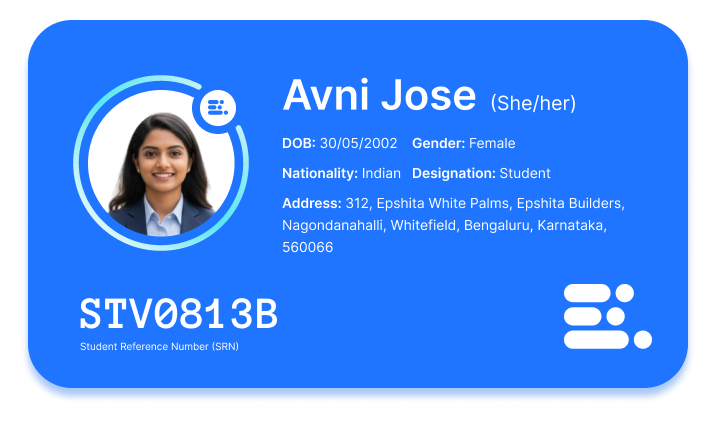 Avni Jose (She/her)
DOB: 30/05/2002 Gender: Female
Nationality: Indian Designation: Student
Address: 312, Epshita White Palms, Epshita Builders,
Nagondanahalli, Whitefield, Bengaluru, Karnataka,
560066
STV0813B
Student Reference Number (SRN)